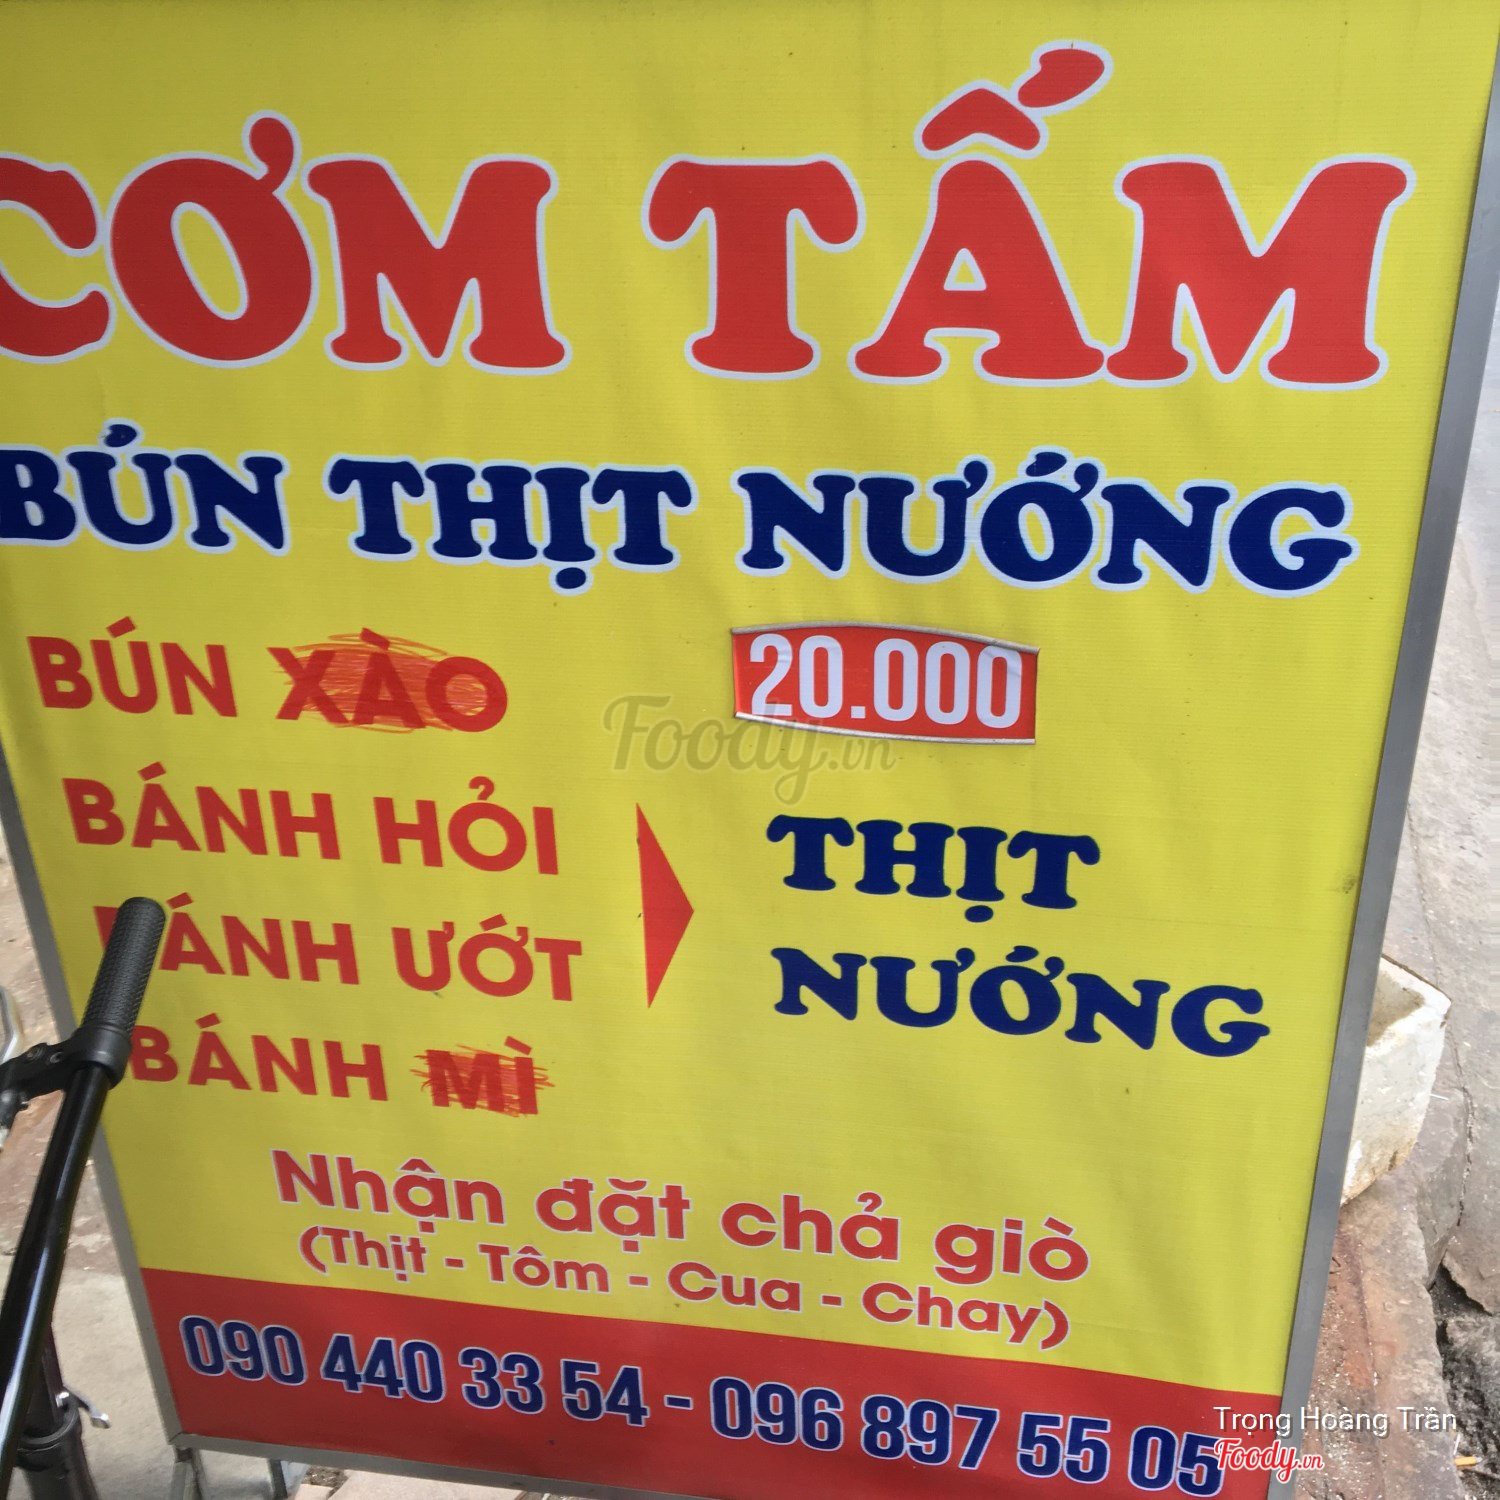 CƠM TẤM
BÚN THỊT NƯỚNG
BÚN XÀO
20.000
BÁNH HỎI
BÁNH ƯỚT
BÁNH MÌ
THỊT
NƯỚNG
Nhận đặt chả giò
(Thịt - Tôm - Cua - Chay)
090 440 33 54 - 096 897 55 05
Foody.vn
Trọng Hoàng Trần
Foody.vn